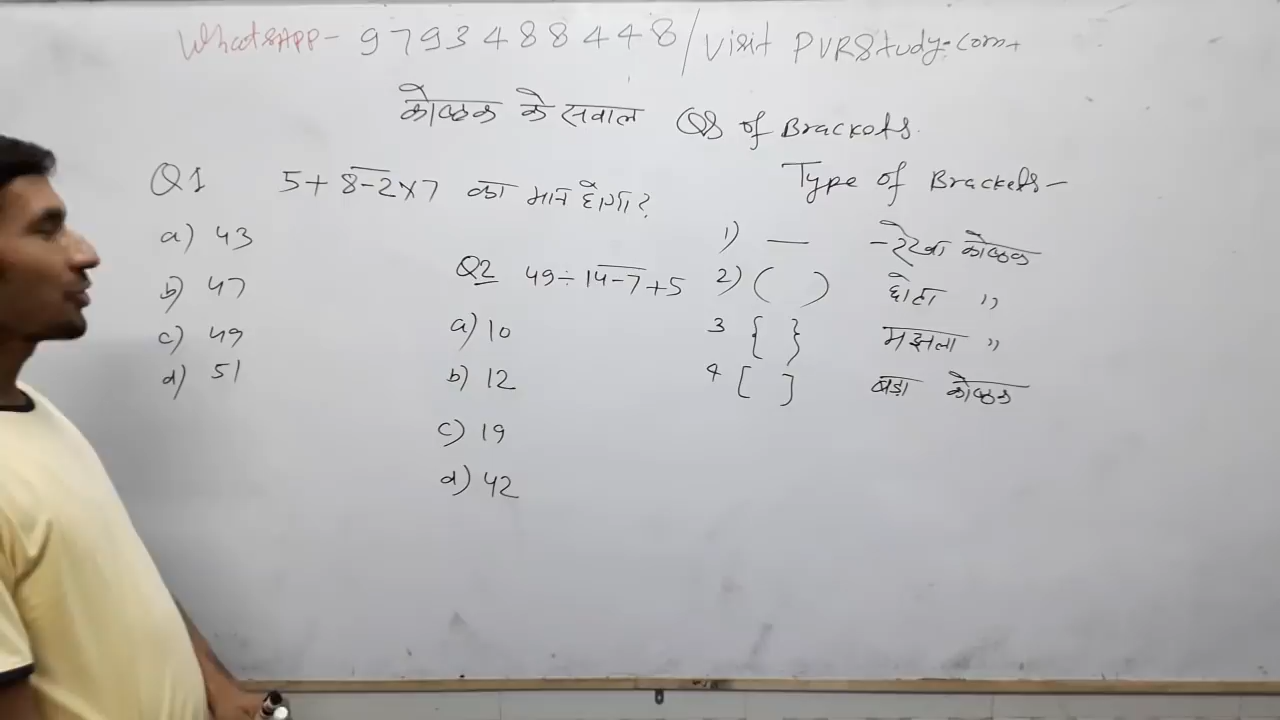 WhatsAPP - 9793488448 / Visit PVRStudy.com
कोष्ठक के सवाल Qs of Brackets.
Q1 5 + 8̅-̅2̅ × 7 का मान होगा?
a) 43
b) 47
c) 49
d) 51
Q2 49 ÷ 1̅4̅-̅7̅ + 5
a) 10
b) 12
c) 19
d) 42
Type of Brackets -
1) — - रेखा कोष्ठक
2) ( ) छोटा "
3 { } मझला "
4 [ ] बड़ा कोष्ठक